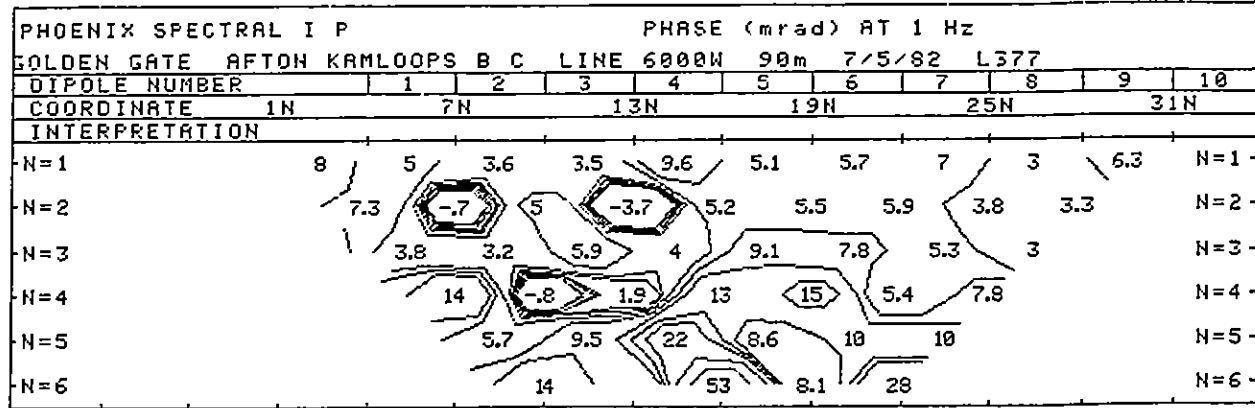 PHOENIX SPECTRAL I P PHASE (mrad) AT 1 Hz
GOLDEN GATE AFTON KAMLOOPS B C LINE 6000W 90m 7/5/82 L377
DIPOLE NUMBER 1 2 3 4 5 6 7 8 9 10
COORDINATE 1N 7N 13N 19N 25N 31N
INTERPRETATION
N=1 8 5 3.6 3.5 9.6 5.1 5.7 7 3 6.3 N=1
N=2 7.3 -.7 5 -3.7 5.2 5.5 5.9 3.8 3.3 N=2
N=3 3.8 3.2 5.9 4 9.1 7.8 5.3 3 N=3
N=4 14 -.8 1.9 13 15 5.4 7.8 N=4
N=5 5.7 9.5 22 8.6 10 10 N=5
N=6 14 53 8.1 28 N=6